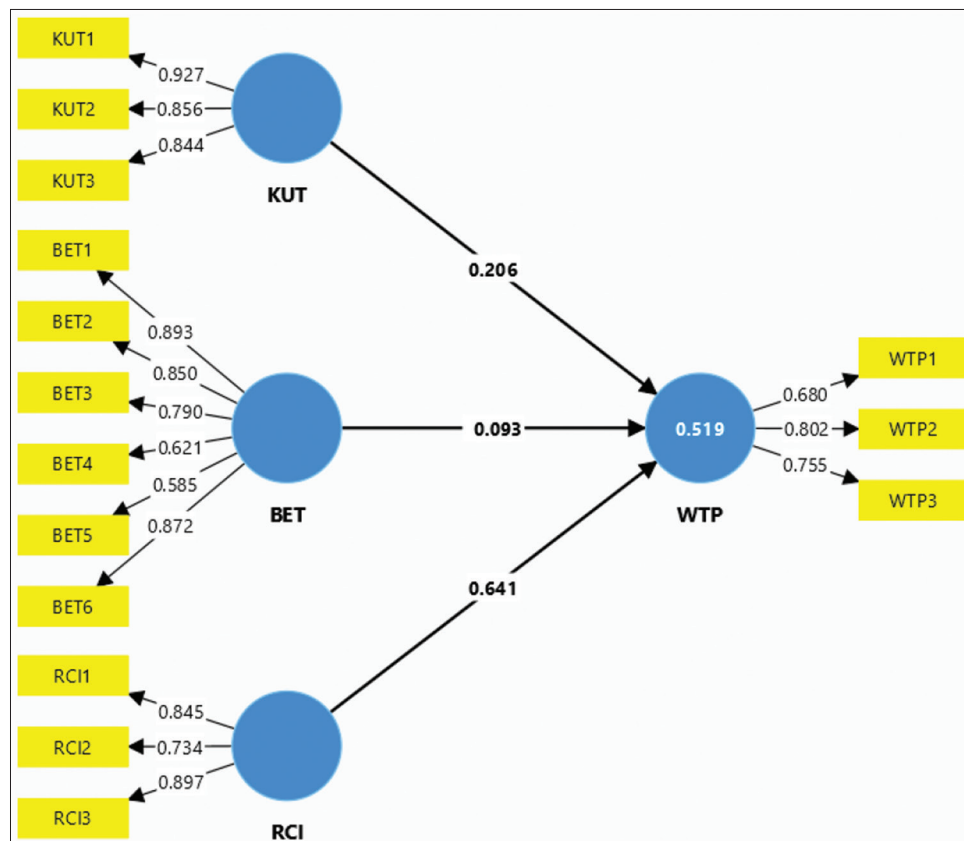 KUT1
0.927
KUT2
0.856
KUT3
0.844
KUT
BET1
0.893
BET2
0.850
BET3
0.790
BET4
0.621
BET5
0.585
BET6
0.872
BET
RCI1
0.845
RCI2
0.734
RCI3
0.897
RCI
0.206
0.093
0.641
0.519
WTP
0.680
WTP1
0.802
WTP2
0.755
WTP3